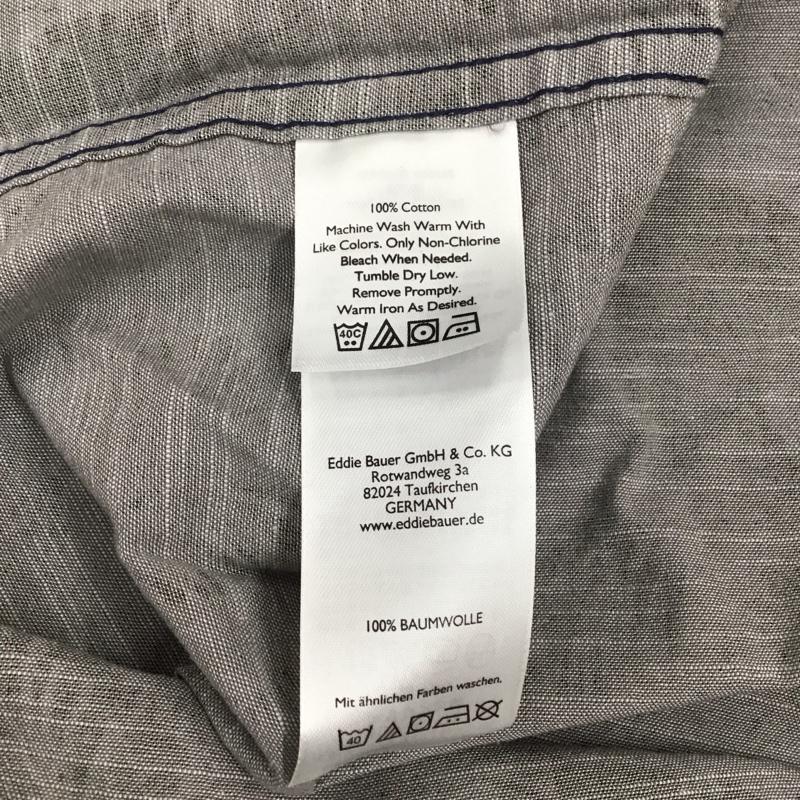 100% Cotton
Machine Wash Warm With
Like Colors. Only Non-Chlorine
Bleach When Needed.
Tumble Dry Low.
Remove Promptly.
Warm Iron As Desired.
40C
Eddie Bauer GmbH & Co. KG
Rotwandweg 3a
82024 Taufkirchen
GERMANY
www.eddiebauer.de
100% BAUMWOLLE
Mit ähnlichen Farben waschen.
40